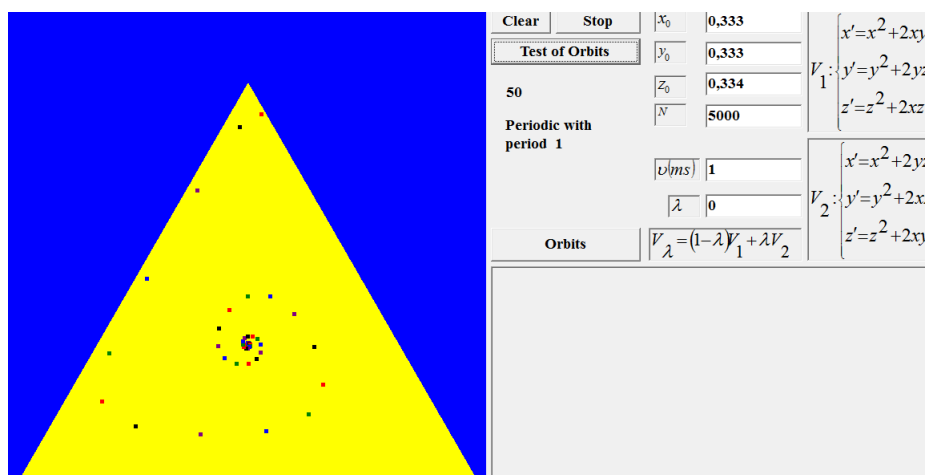 Clear Stop x₀ 0,333
Test of Orbits y₀ 0,333
50 z₀ 0,334
N 5000
Periodic with
period 1
V₁: { x'=x²+2xy
y'=y²+2yz
z'=z²+2xz
υ(ms) 1
λ 0
Orbits V_λ=(1−λ)V₁+λV₂
V₂: { x'=x²+2yz
y'=y²+2xz
z'=z²+2xy